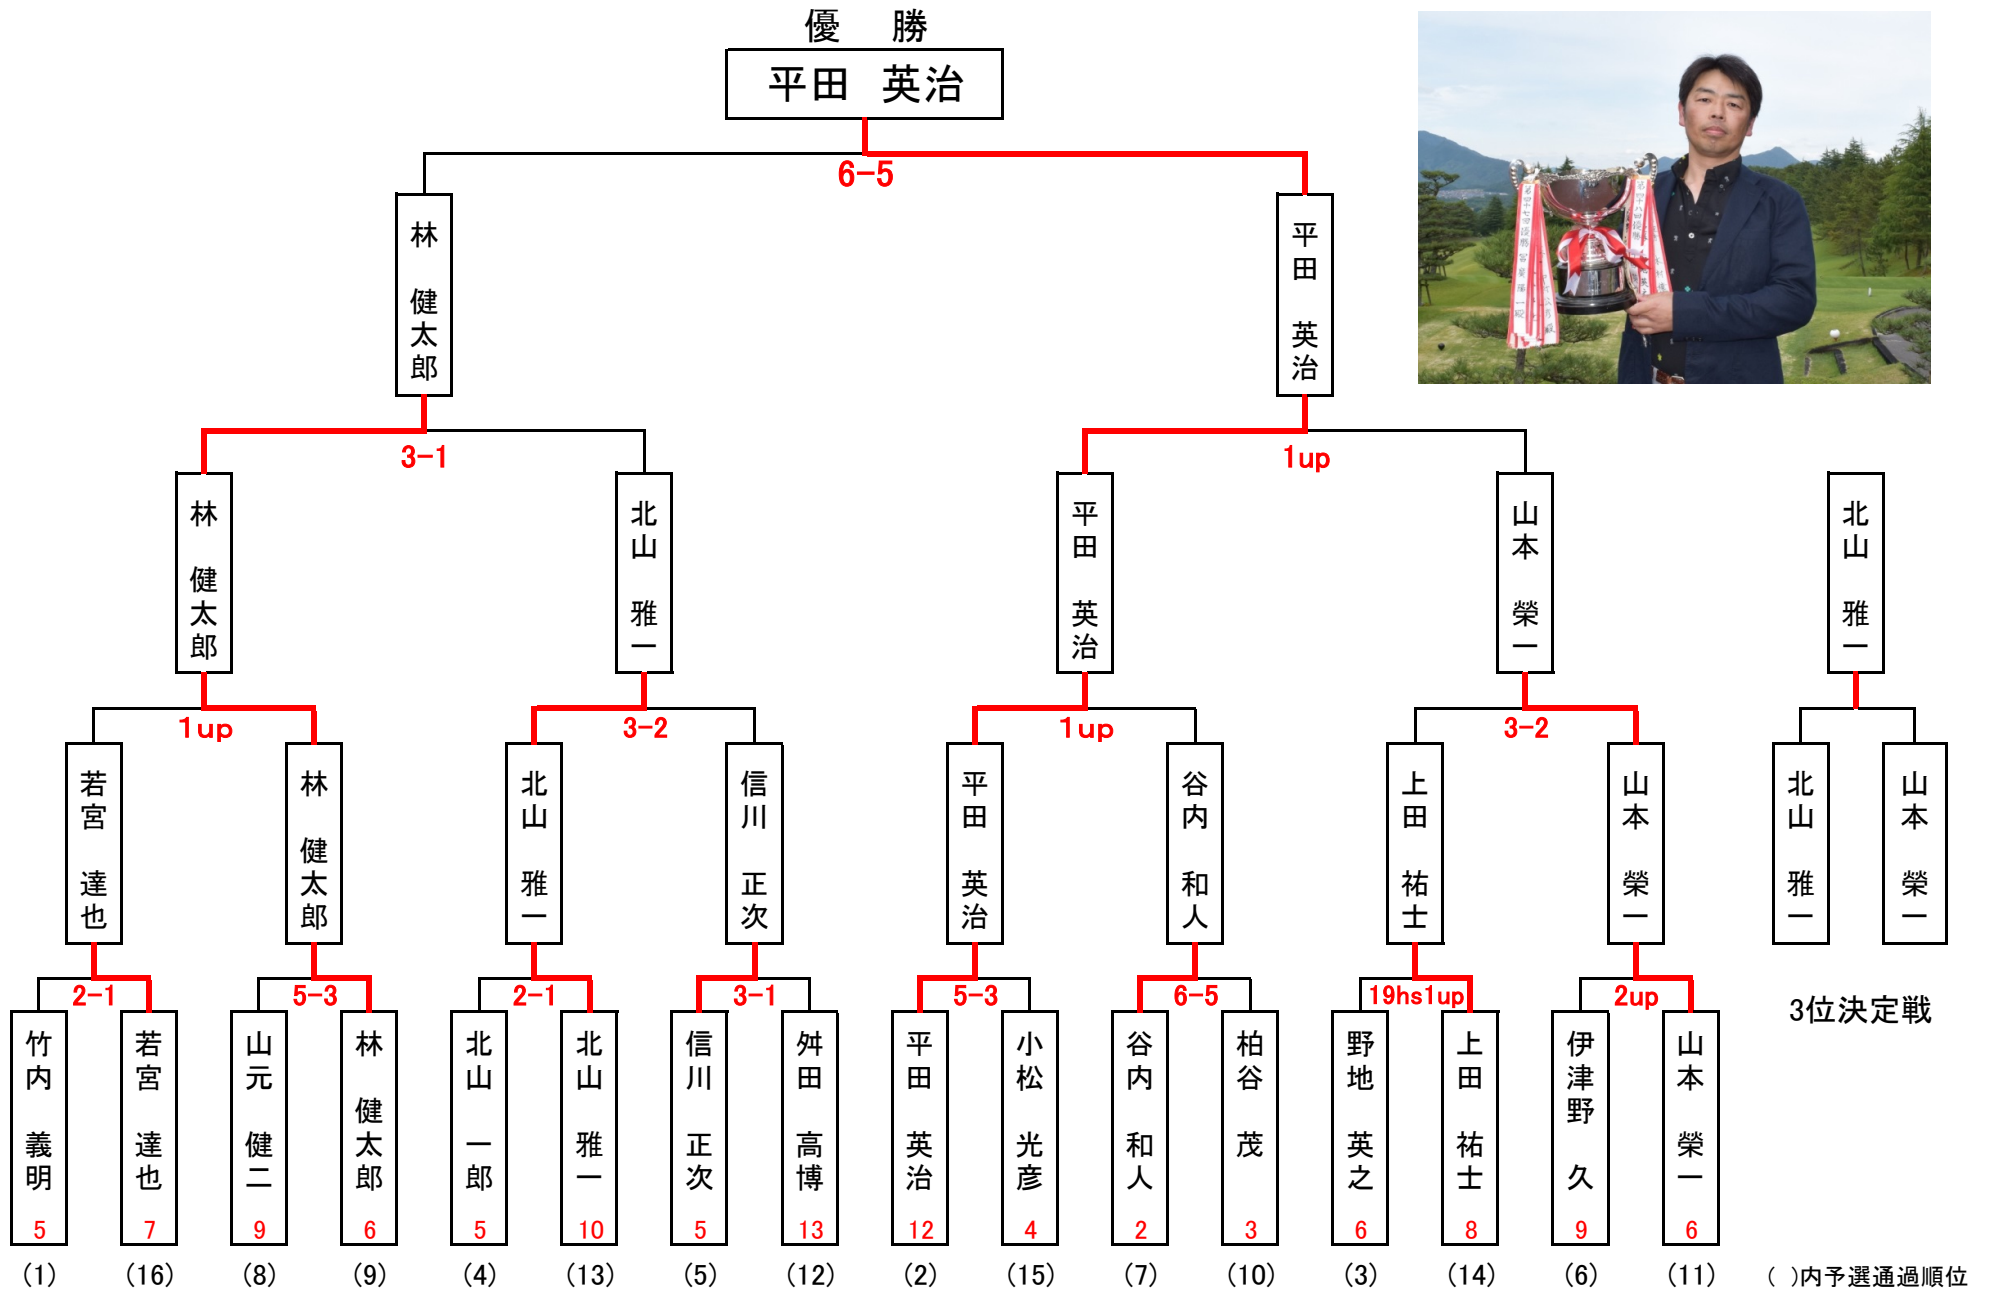 優　勝
平田　英治
6-5
林　健太郎
平田　英治
3-1
1up
林　健太郎
北山　雅一
平田　英治
山本　榮一
北山　雅一
1up
3-2
1up
3-2
若宮　達也
林　健太郎
北山　雅一
信川　正次
平田　英治
谷内　和人
上田　祐士
山本　榮一
北山　雅一
山本　榮一
2-1
5-3
2-1
3-1
5-3
6-5
19hs1up
2up
3位決定戦
竹内　義明
若宮　達也
山元　健二
林　健太郎
北山　一郎
北山　雅一
信川　正次
舛田　高博
平田　英治
小松　光彦
谷内　和人
柏谷　茂
野地　英之
上田　祐士
伊津野　久
山本　榮一
5 7 9 6 5 10 5 13 12 4 2 3 6 8 9 6
(1) (16) (8) (9) (4) (13) (5) (12) (2) (15) (7) (10) (3) (14) (6) (11)
(　)内予選通過順位